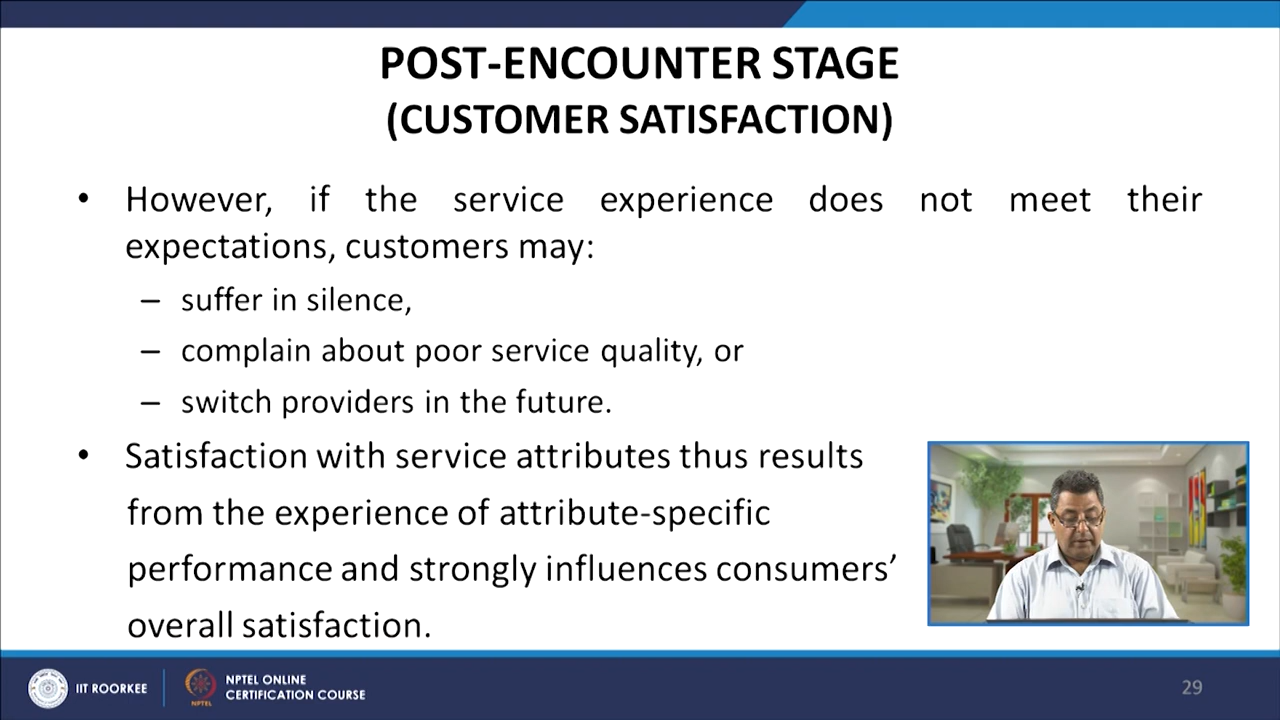 POST-ENCOUNTER STAGE
(CUSTOMER SATISFACTION)
• However, if the service experience does not meet their
expectations, customers may:
– suffer in silence,
– complain about poor service quality, or
– switch providers in the future.
• Satisfaction with service attributes thus results
from the experience of attribute-specific
performance and strongly influences consumers’
overall satisfaction.
IIT ROORKEE
NPTEL
NPTEL ONLINE
CERTIFICATION COURSE
29